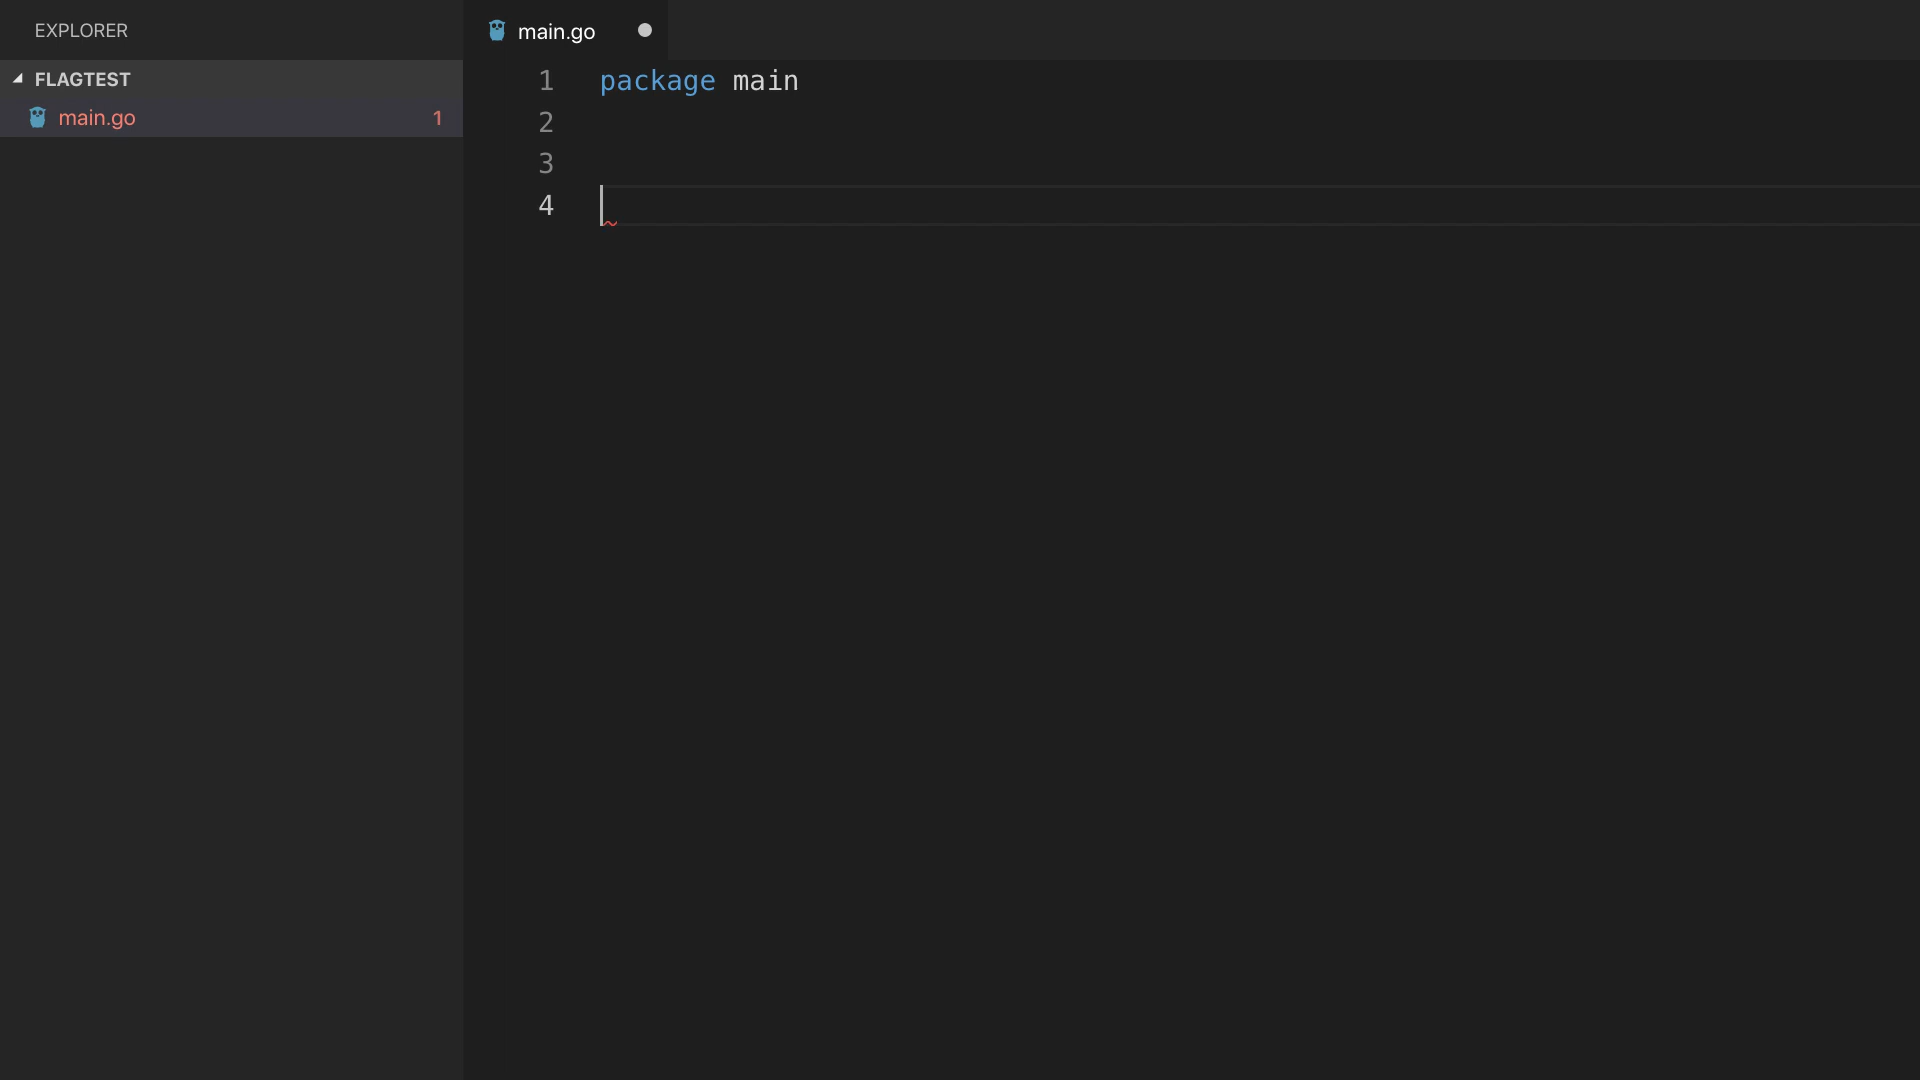 EXPLORER
FLAGTEST
main.go 1
main.go
1 package main
2
3
4